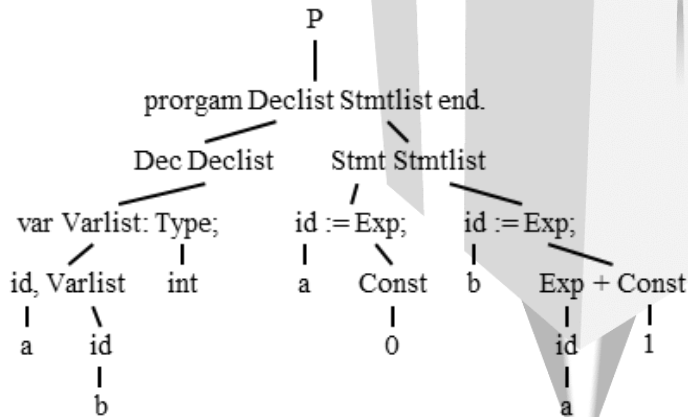 P
prorgam Declist Stmtlist end.
Dec Declist Stmt Stmtlist
var Varlist: Type; id := Exp; id := Exp;
id, Varlist int a Const b Exp + Const
a id 0 id 1
b a